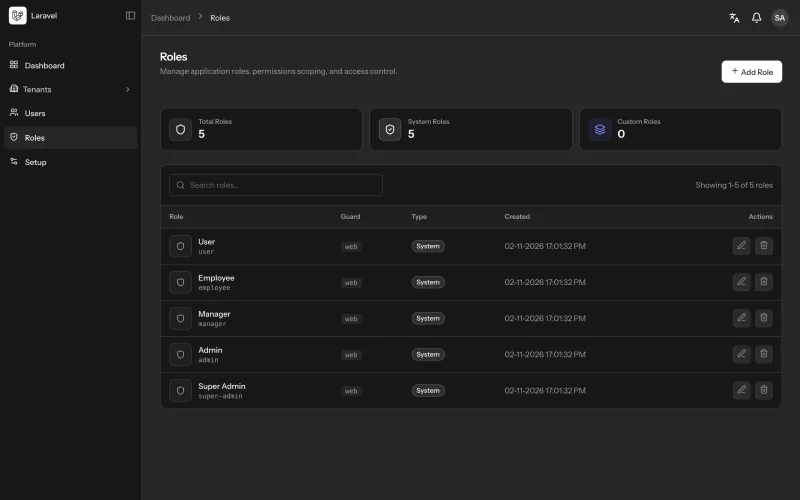 Laravel
Dashboard
Roles
SA
Platform
Dashboard
Tenants
Users
Roles
Setup
Roles
Manage application roles, permissions scoping, and access control.
+ Add Role
Total Roles
5
System Roles
5
Custom Roles
0
Search roles...
Showing 1-5 of 5 roles
Role Guard Type Created Actions
User
user
web System 02-11-2026 17:01:32 PM
Employee
employee
web System 02-11-2026 17:01:32 PM
Manager
manager
web System 02-11-2026 17:01:32 PM
Admin
admin
web System 02-11-2026 17:01:32 PM
Super Admin
super-admin
web System 02-11-2026 17:01:32 PM